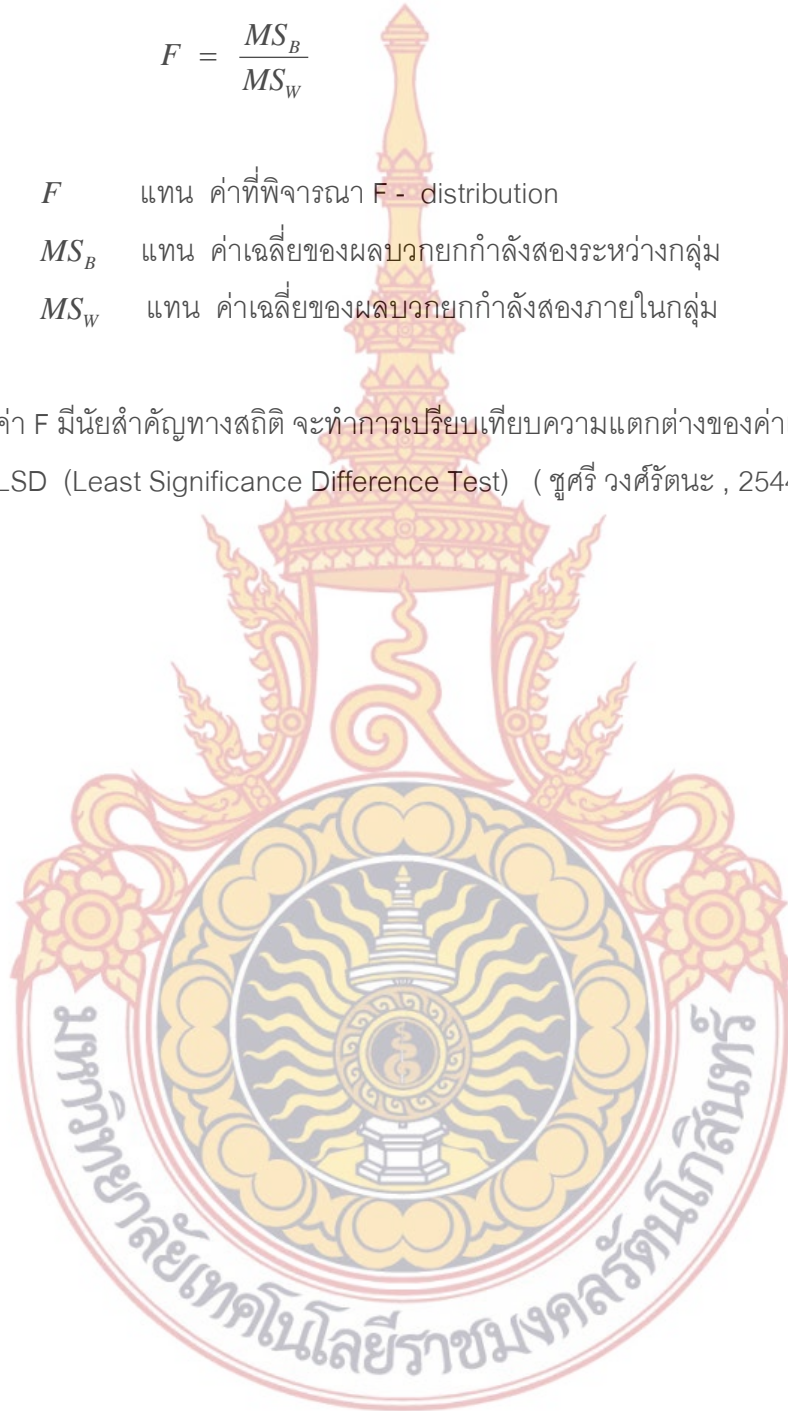 F = MS_B / MS_W
F แทน ค่าที่พิจารณา F - distribution
MS_B แทน ค่าเฉลี่ยของผลบวกยกกำลังสองระหว่างกลุ่ม
MS_W แทน ค่าเฉลี่ยของผลบวกยกกำลังสองภายในกลุ่ม
ค่า F มีนัยสำคัญทางสถิติ จะทำการเปรียบเทียบความแตกต่างของค่า
LSD (Least Significance Difference Test) ( ชูศรี วงศ์รัตนะ , 2544
มหาวิทยาลัยเทคโนโลยีราชมงคลรัตนโกสินทร์